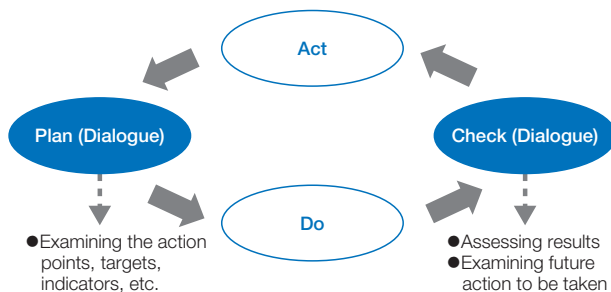 Act
Plan (Dialogue)
Check (Dialogue)
Do
●Examining the action
points, targets,
indicators, etc.
●Assessing results
●Examining future
action to be taken